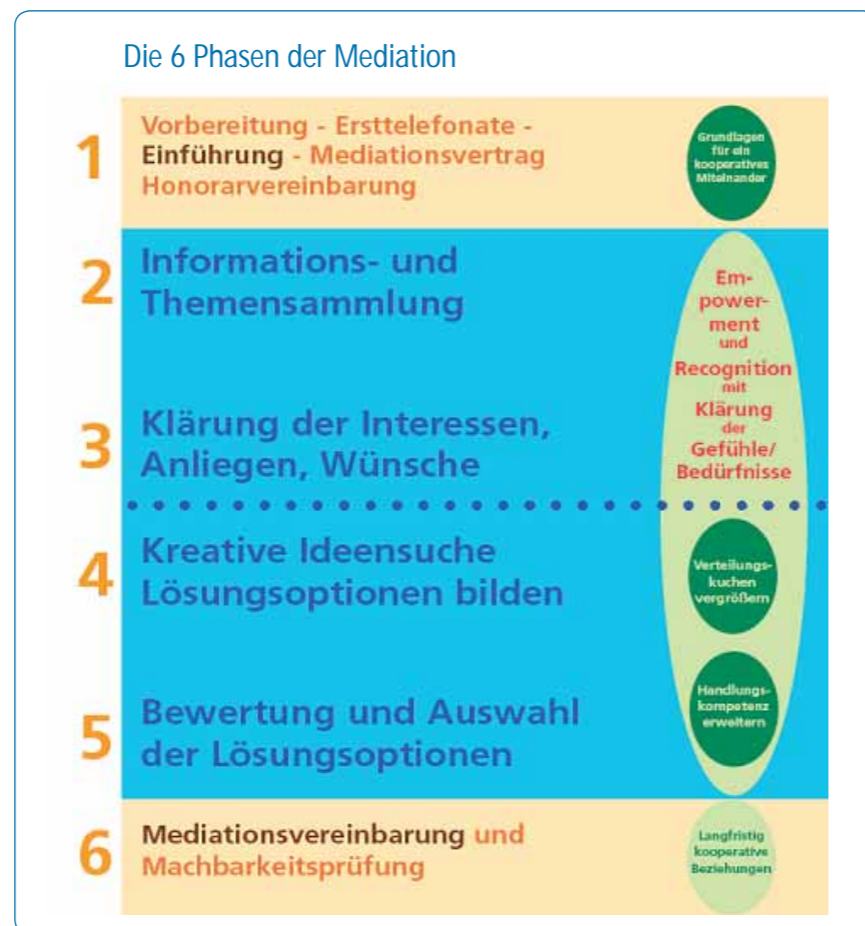 Die 6 Phasen der Mediation
1
Vorbereitung - Ersttelefonate -
Einführung - Mediationsvertrag
Honorarvereinbarung
Grundlagen
für ein
kooperatives
Miteinander
2
Informations- und
Themensammlung
Em-
power-
ment
und
Recognition
mit
Klärung
der
Gefühle/
Bedürfnisse
3
Klärung der Interessen,
Anliegen, Wünsche
4
Kreative Ideensuche
Lösungsoptionen bilden
Verteilungs-
kuchen
vergrößern
5
Bewertung und Auswahl
der Lösungsoptionen
Handlungs-
kompetenz
erweitern
6
Mediationsvereinbarung und
Machbarkeitsprüfung
Langfristig
kooperative
Beziehungen